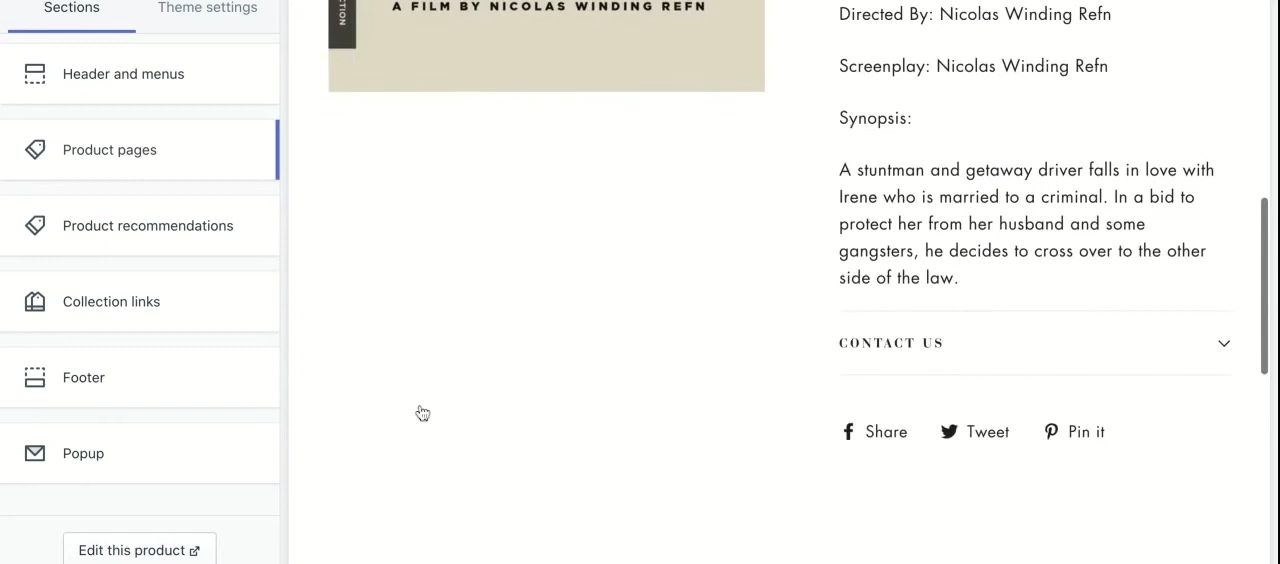 Sections
Theme settings
Header and menus
Product pages
Product recommendations
Collection links
Footer
Popup
Edit this product
A FILM BY NICOLAS WINDING REFN
Directed By: Nicolas Winding Refn
Screenplay: Nicolas Winding Refn
Synopsis:
A stuntman and getaway driver falls in love with
Irene who is married to a criminal. In a bid to
protect her from her husband and some
gangsters, he decides to cross over to the other
side of the law.
CONTACT US
Share
Tweet
Pin it